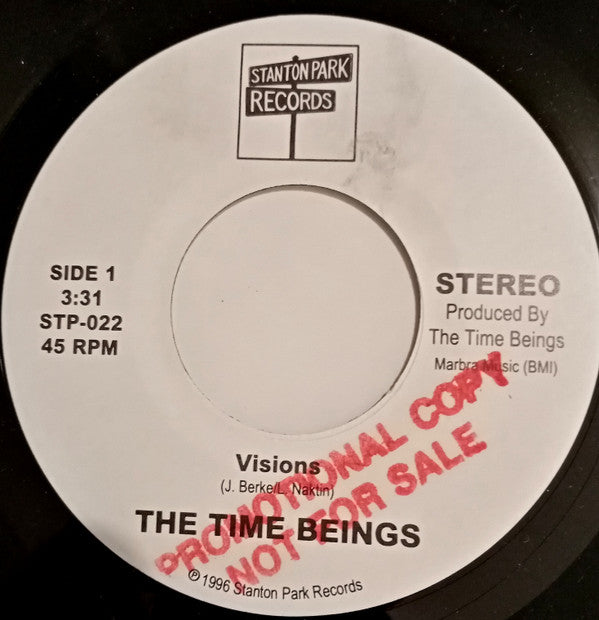 STANTON PARK
RECORDS
SIDE 1
3:31
STP-022
45 RPM
STEREO
Produced By
The Time Beings
Marbra Music (BMI)
Visions
(J. Berke/L. Naktin)
THE TIME BEINGS
℗1996 Stanton Park Records
PROMOTIONAL COPY
NOT FOR SALE